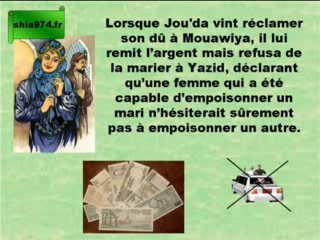 shia974.fr
Lorsque Jou'da vint réclamer
son dû à Mouawiya, il lui
remit l'argent mais refusa de
la marier à Yazid, déclarant
qu'une femme qui a été
capable d'empoisonner un
mari n'hésiterait sûrement
pas à empoisonner un autre.